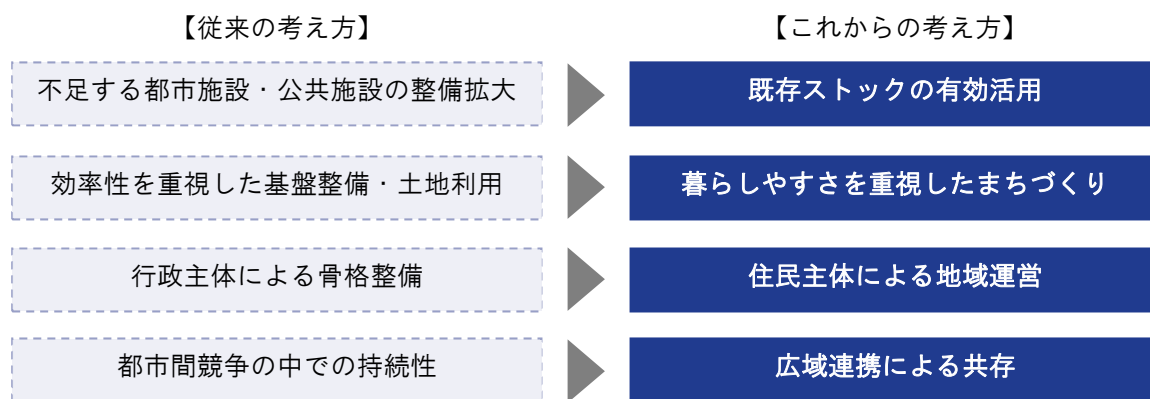 【従来の考え方】
【これからの考え方】
不足する都市施設・公共施設の整備拡大
既存ストックの有効活用
効率性を重視した基盤整備・土地利用
暮らしやすさを重視したまちづくり
行政主体による骨格整備
住民主体による地域運営
都市間競争の中での持続性
広域連携による共存